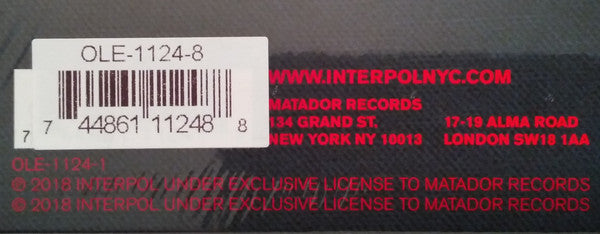 OLE-1124-8
7 44861 11248 8
7
WWW.INTERPOLNYC.COM
MATADOR RECORDS
134 GRAND ST.
NEW YORK NY 10013
17-19 ALMA ROAD
LONDON SW18 1AA
OLE-1124-1
℗ 2018 INTERPOL UNDER EXCLUSIVE LICENSE TO MATADOR RECORDS
© 2018 INTERPOL UNDER EXCLUSIVE LICENSE TO MATADOR RECORDS